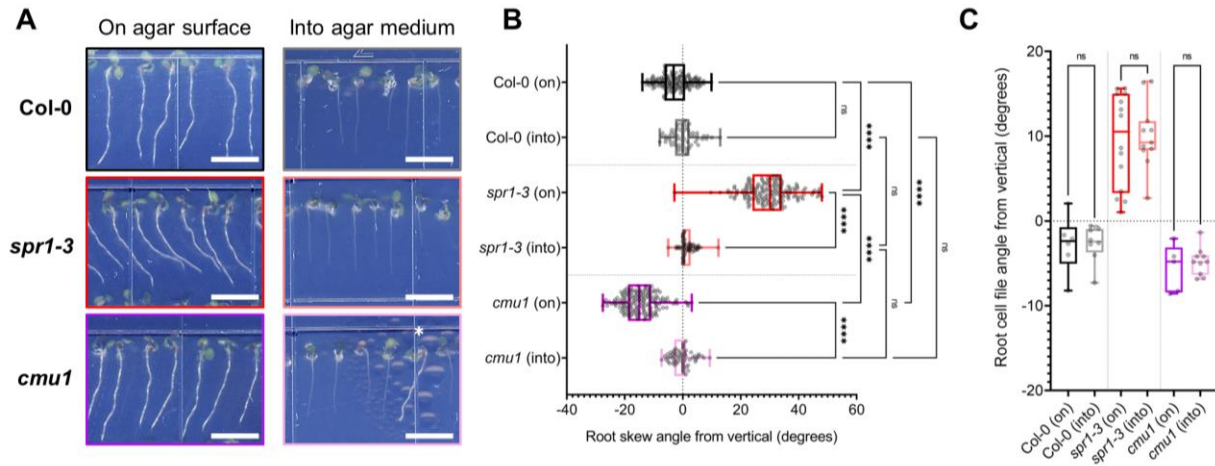 A
On agar surface
Into agar medium
Col-0
spr1-3
cmu1
*
B
Col-0 (on)
Col-0 (into)
spr1-3 (on)
spr1-3 (into)
cmu1 (on)
cmu1 (into)
ns
****
****
****
****
ns
ns
ns
****
ns
****
-40
-20
0
20
40
60
Root skew angle from vertical (degrees)
C
Root cell file angle from vertical (degrees)
20
10
0
-10
-20
ns
ns
ns
Col-0 (on)
Col-0 (into)
spr1-3 (on)
spr1-3 (into)
cmu1 (on)
cmu1 (into)